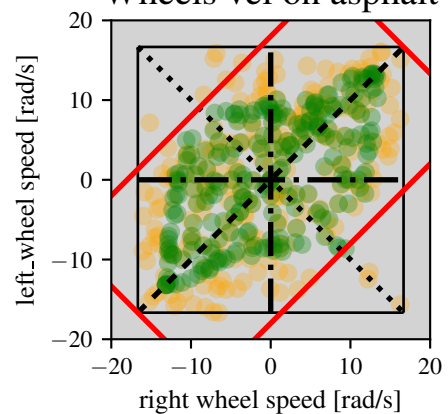 Wheels vel on asphalt
20
10
0
−10
−20
left_wheel speed [rad/s]
−20 −10 0 10 20
right wheel speed [rad/s]